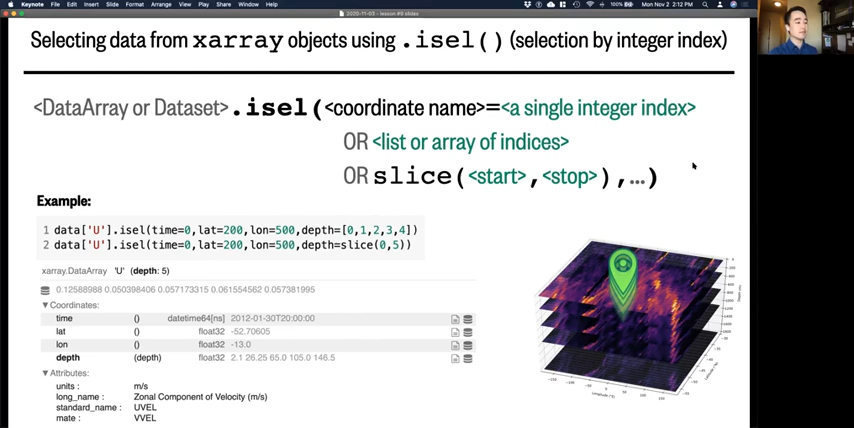 Keynote File Edit Insert Slide Format Arrange View Play Share Window Help 100% Mon Nov 2 2:12 PM
2020-11-03 - lesson #9 slides
Selecting data from xarray objects using .isel() (selection by integer index)
<DataArray or Dataset>.isel(<coordinate name>=<a single integer index>
OR <list or array of indices>
OR slice(<start>,<stop>),…)
Example:
1 data['U'].isel(time=0,lat=200,lon=500,depth=[0,1,2,3,4])
2 data['U'].isel(time=0,lat=200,lon=500,depth=slice(0,5))
xarray.DataArray 'U' (depth: 5)
0.12588988 0.050398406 0.057173315 0.061554562 0.057381995
▼ Coordinates:
time () datetime64[ns] 2012-01-30T20:00:00
lat () float32 -52.70605
lon () float32 -13.0
depth (depth) float32 2.1 26.25 65.0 105.0 146.5
▼ Attributes:
units : m/s
long_name : Zonal Component of Velocity (m/s)
standard_name : UVEL
mate : VVEL